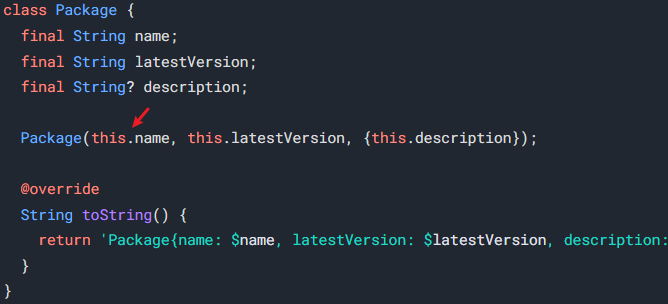 class Package {
final String name;
final String latestVersion;
final String? description;
Package(this.name, this.latestVersion, {this.description});
@override
String toString() {
return 'Package{name: $name, latestVersion: $latestVersion, description:
}
}